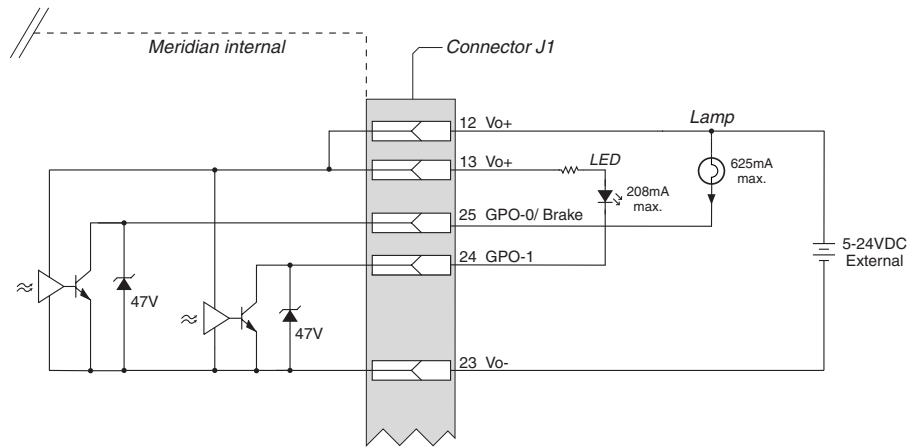 Meridian internal
Connector J1
12 Vo+
Lamp
13 Vo+
LED
625mA
max.
208mA
max.
25 GPO-0/ Brake
24 GPO-1
5-24VDC
External
47V
47V
23 Vo-